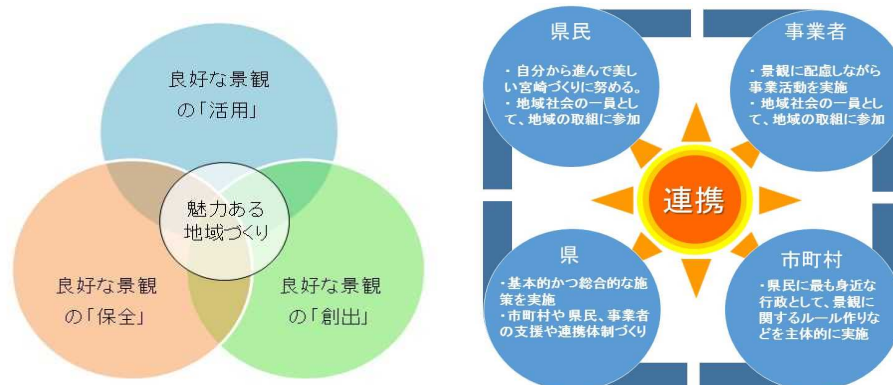 良好な景観
の「活用」
魅力ある
地域づくり
良好な景観
の「保全」
良好な景観
の「創出」
県民
・自分から進んで美し
い宮崎づくりに努める。
・地域社会の一員とし
て、地域の取組に参加
事業者
・景観に配慮しながら
事業活動を実施
・地域社会の一員とし
て、地域の取組に参加
連携
県
・基本的かつ総合的な施
策を実施
・市町村や県民、事業者
の支援や連携体制づくり
市町村
・県民に最も身近な
行政として、景観に
関するルール作りな
どを主体的に実施